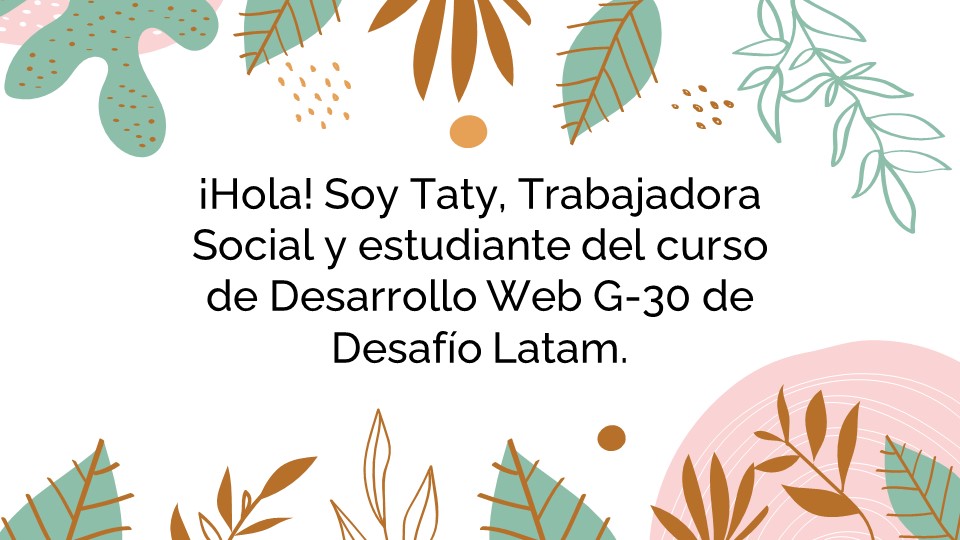 ¡Hola! Soy Taty, Trabajadora
Social y estudiante del curso
de Desarrollo Web G-30 de
Desafío Latam.